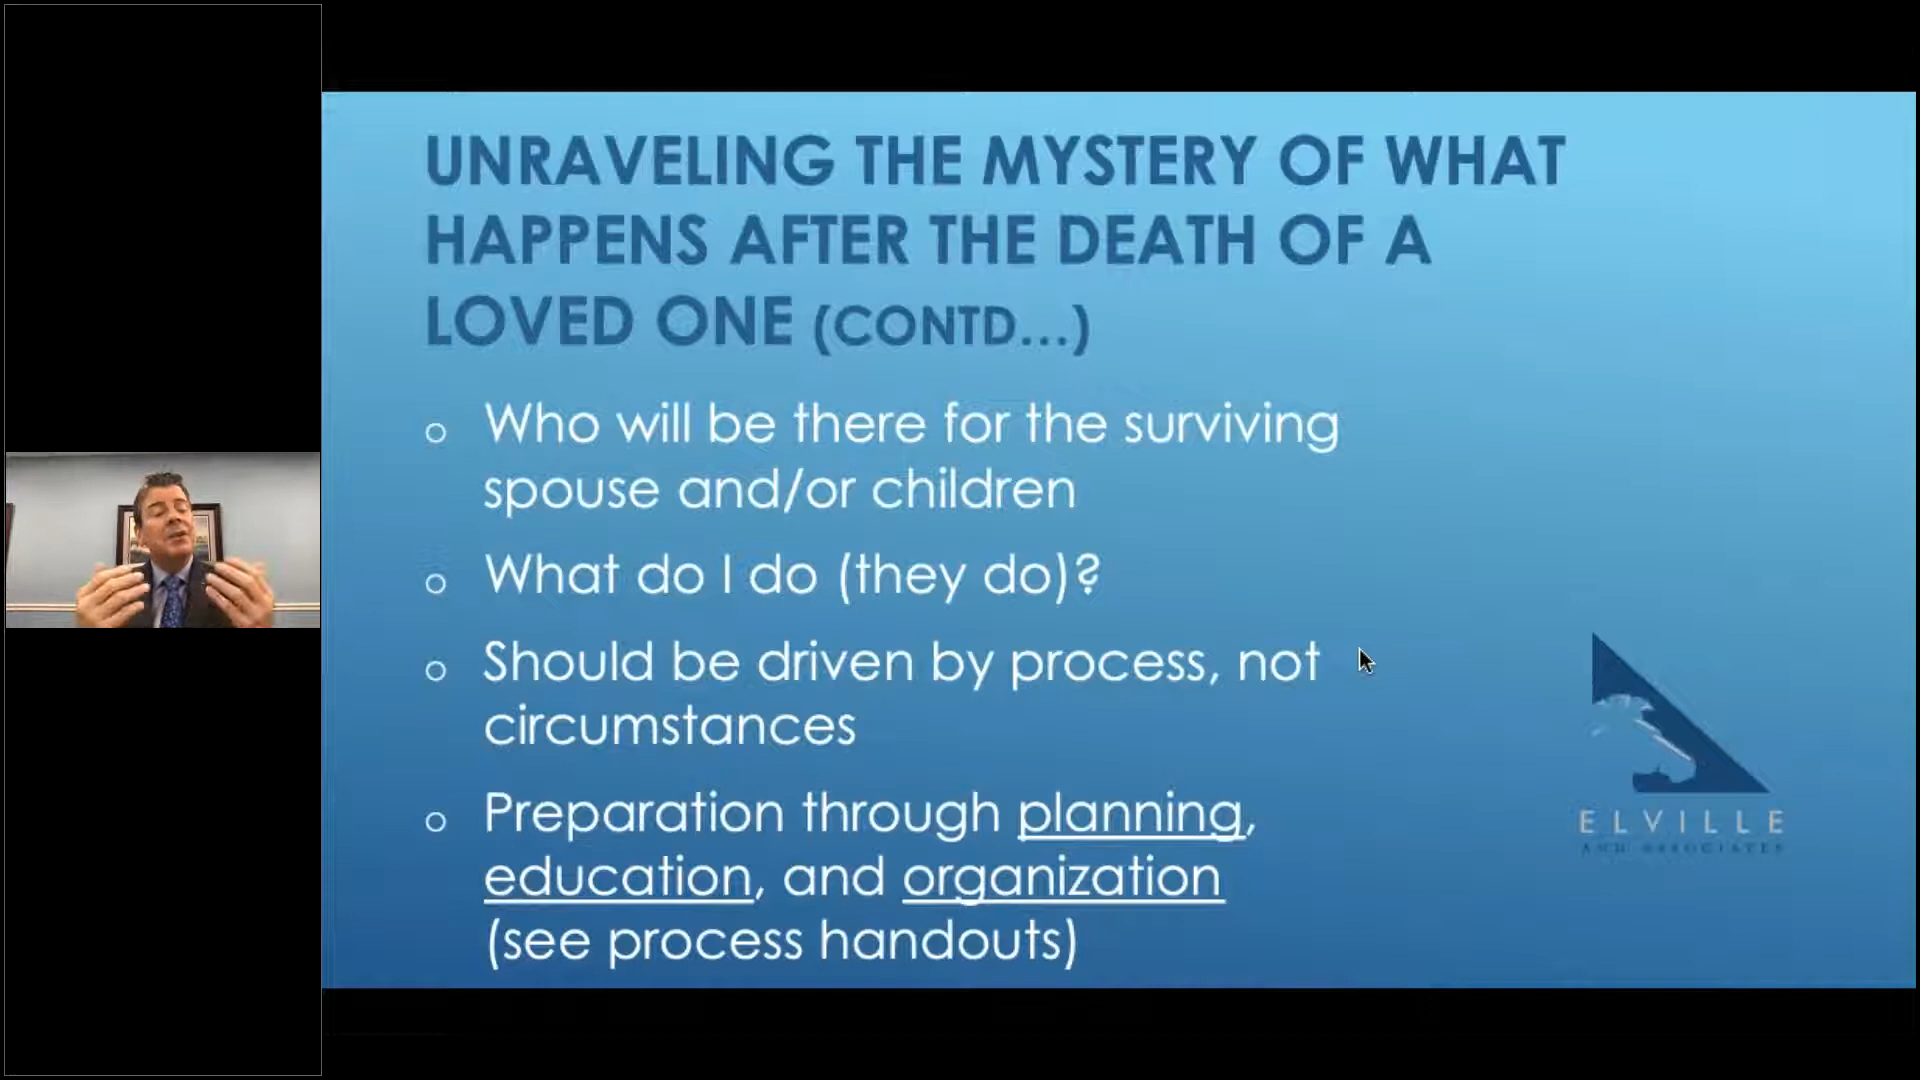 UNRAVELING THE MYSTERY OF WHAT
HAPPENS AFTER THE DEATH OF A
LOVED ONE (CONTD...)
o Who will be there for the surviving
spouse and/or children
o What do I do (they do)?
o Should be driven by process, not
circumstances
o Preparation through planning,
education, and organization
(see process handouts)
ELVILLE
AND ASSOCIATES